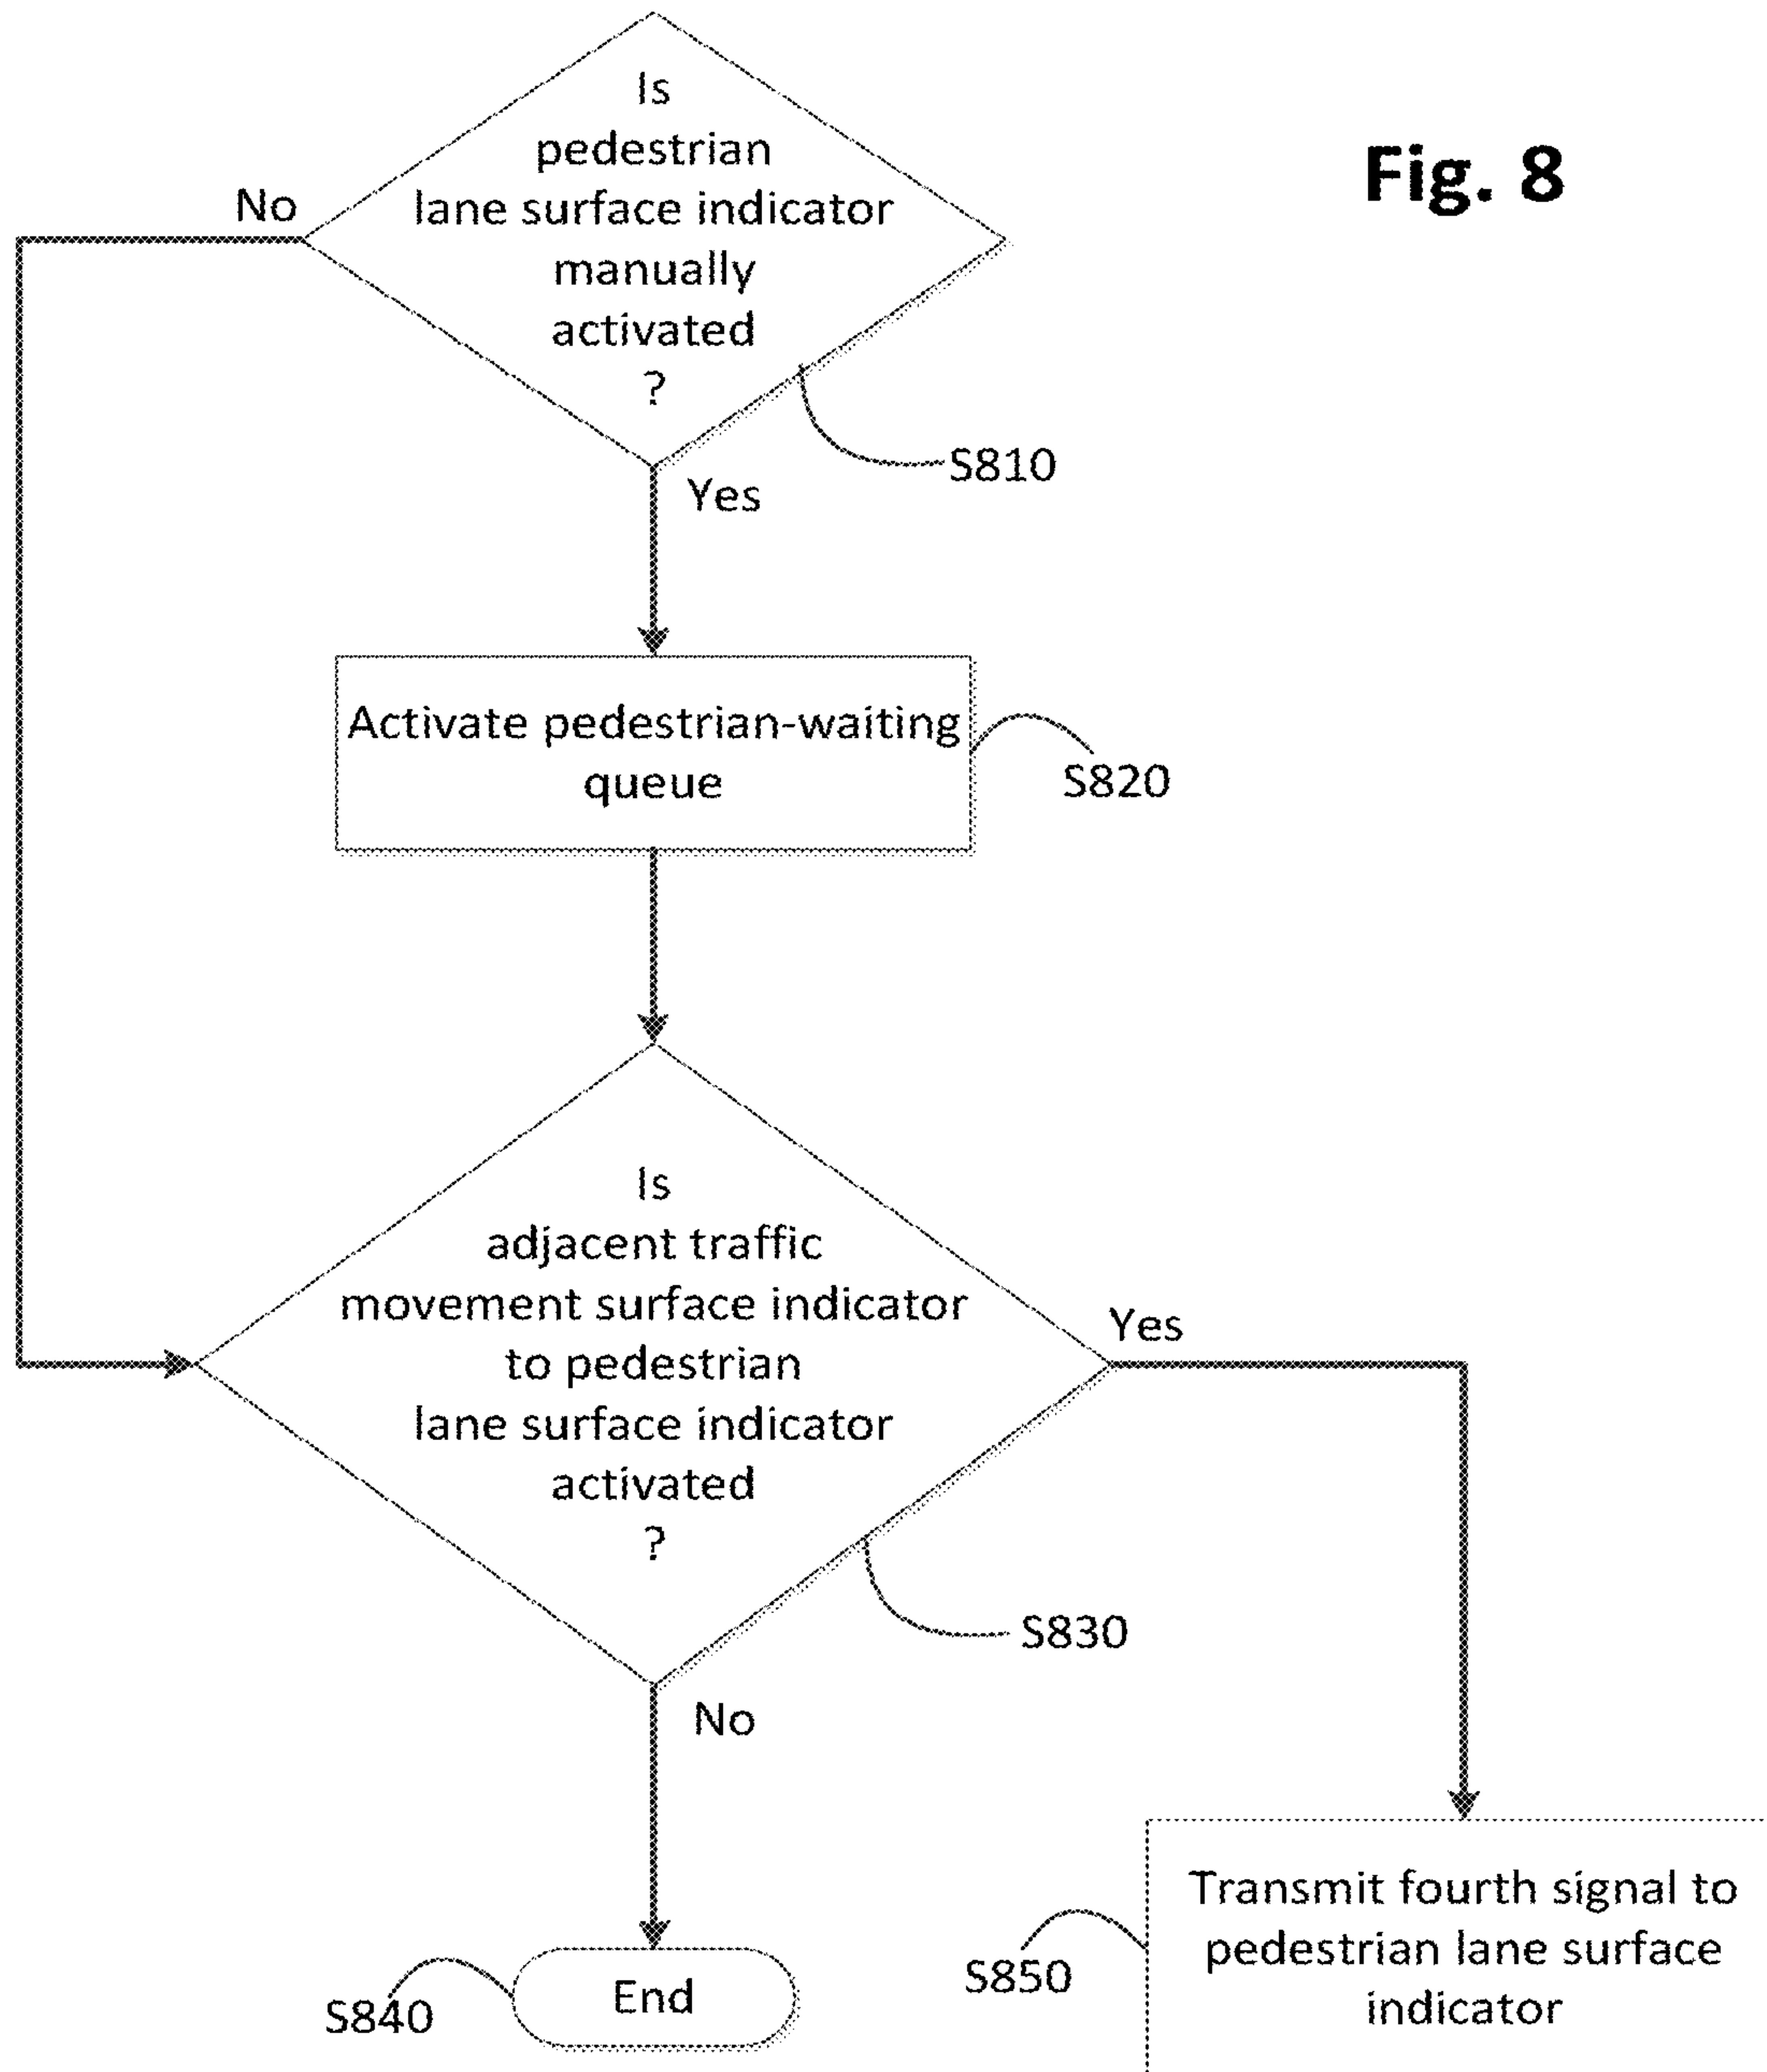 Fig. 8
Is
pedestrian
lane surface indicator
manually
activated
?
No
Yes
S810
Activate pedestrian-waiting
queue
S820
Is
adjacent traffic
movement surface indicator
to pedestrian
lane surface indicator
activated
?
Yes
S830
No
End
S840
Transmit fourth signal to
pedestrian lane surface
indicator
S850